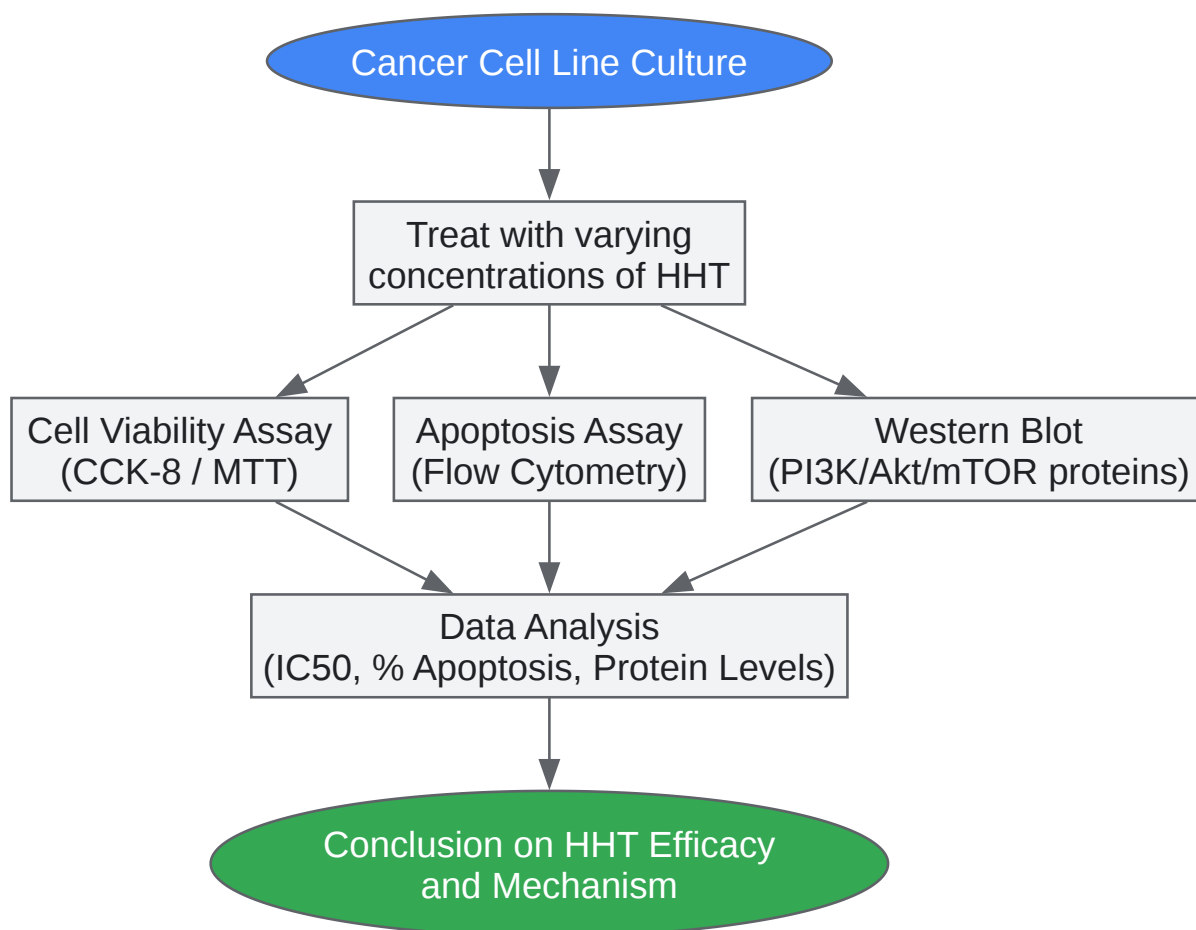 Cancer Cell Line Culture
Treat with varying
concentrations of HHT
Cell Viability Assay
(CCK-8 / MTT)
Apoptosis Assay
(Flow Cytometry)
Western Blot
(PI3K/Akt/mTOR proteins)
Data Analysis
(IC50, % Apoptosis, Protein Levels)
Conclusion on HHT Efficacy
and Mechanism